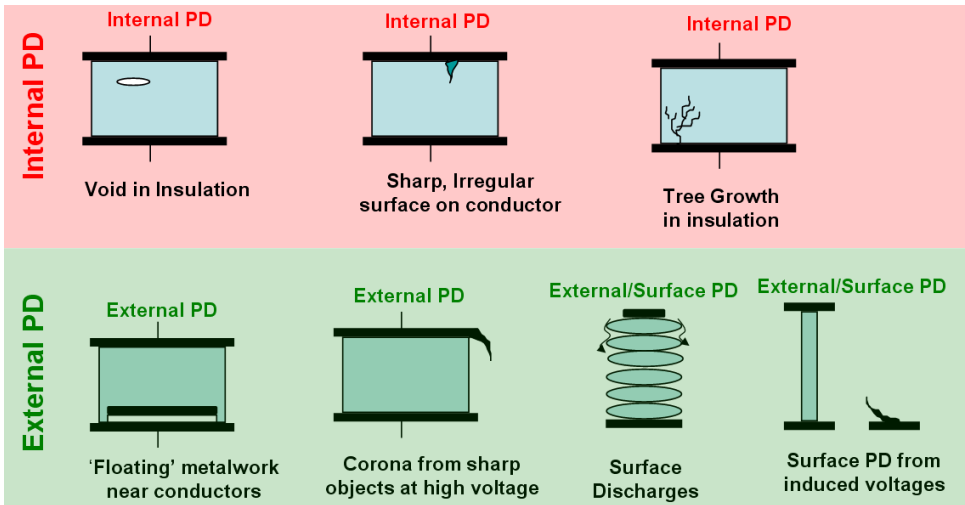 Internal PD
Internal PD
Internal PD
Internal PD
Void in Insulation
Sharp, Irregular
surface on conductor
Tree Growth
in insulation
External PD
External PD
External PD
External/Surface PD
External/Surface PD
‘Floating’ metalwork
near conductors
Corona from sharp
objects at high voltage
Surface
Discharges
Surface PD from
induced voltages